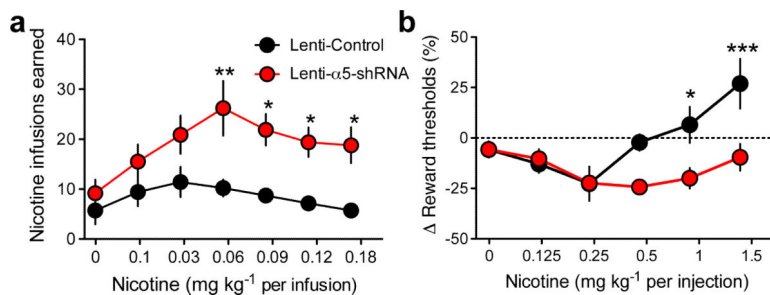 a
Nicotine infusions earned
40
30
20
10
0
Lenti-Control
Lenti-α5-shRNA
**
*
*
*
0 0.1 0.03 0.06 0.09 0.12 0.18
Nicotine (mg kg⁻¹ per infusion)
b
Δ Reward thresholds (%)
50
25
0
-25
-50
*
***
0 0.125 0.25 0.5 1 1.5
Nicotine (mg kg⁻¹ per injection)